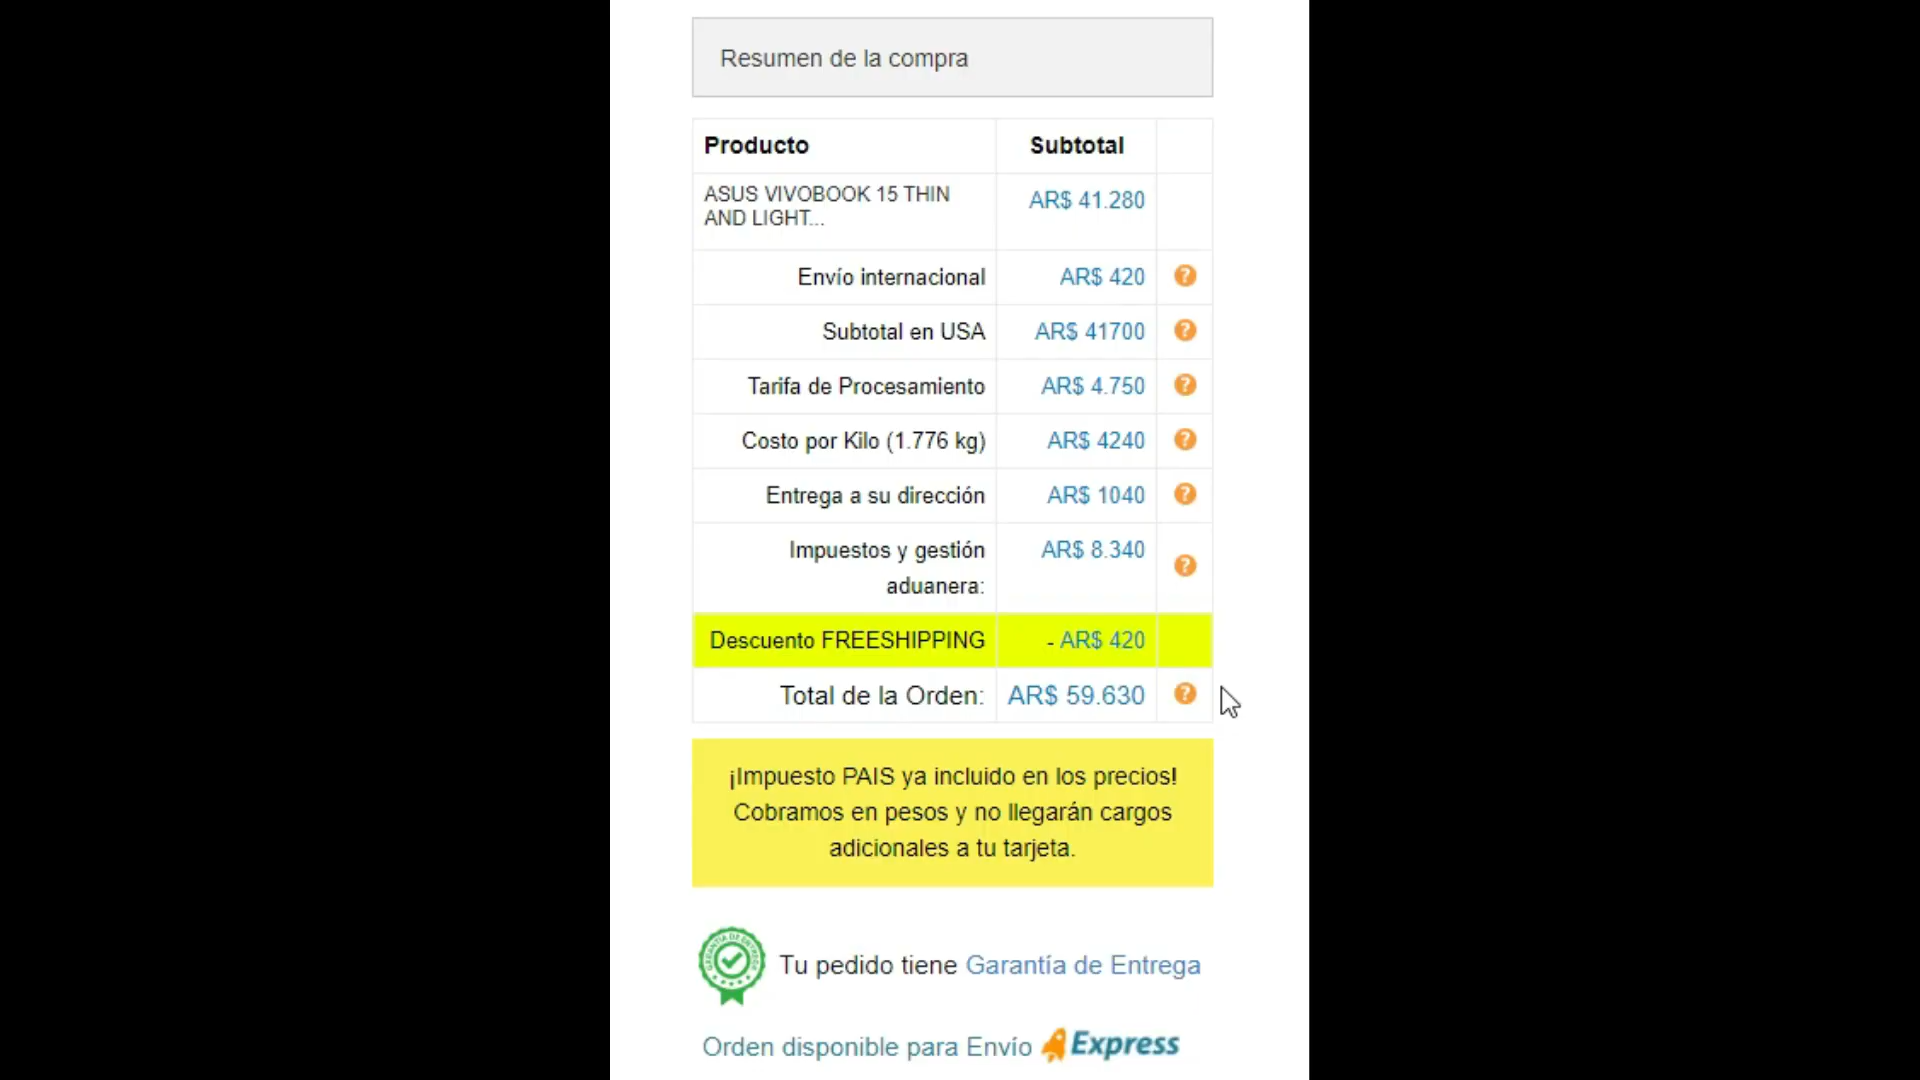 Resumen de la compra
Producto Subtotal
ASUS VIVOBOOK 15 THIN AR$ 41.280
AND LIGHT...
Envío internacional AR$ 420 ?
Subtotal en USA AR$ 41700 ?
Tarifa de Procesamiento AR$ 4.750 ?
Costo por Kilo (1.776 kg) AR$ 4240 ?
Entrega a su dirección AR$ 1040 ?
Impuestos y gestión AR$ 8.340 ?
aduanera:
Descuento FREESHIPPING - AR$ 420
Total de la Orden: AR$ 59.630 ?
¡Impuesto PAIS ya incluido en los precios!
Cobramos en pesos y no llegarán cargos
adicionales a tu tarjeta.
GARANTIA DE ENTREGA
Tu pedido tiene Garantía de Entrega
Orden disponible para Envío Express